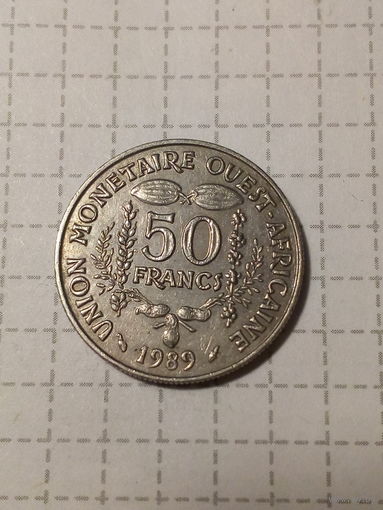 UNION MONETAIRE OUEST-AFRICAINE
50
FRANCS
1989